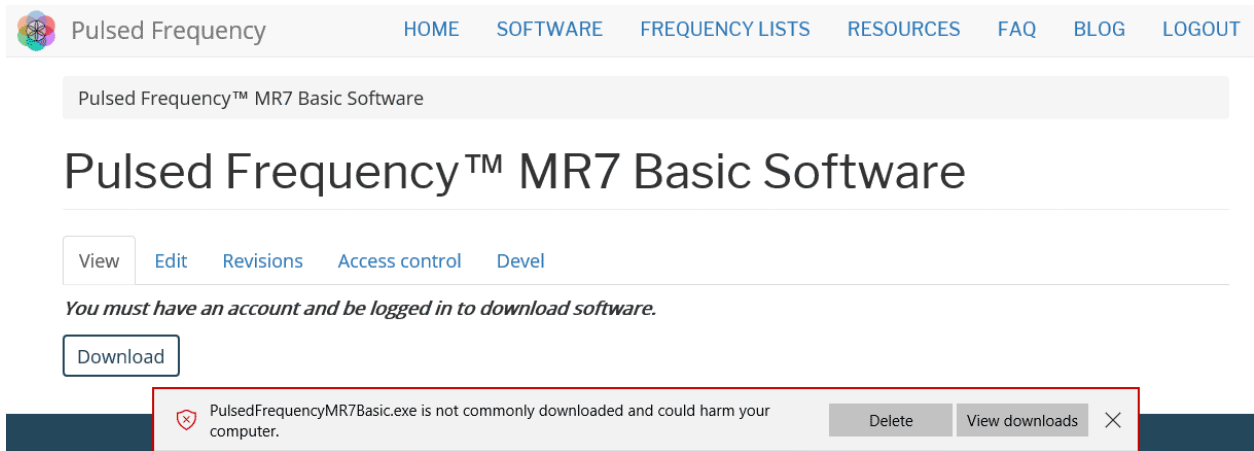 Pulsed Frequency HOME SOFTWARE FREQUENCY LISTS RESOURCES FAQ BLOG LOGOUT
Pulsed Frequency™ MR7 Basic Software
Pulsed Frequency™ MR7 Basic Software
View Edit Revisions Access control Devel
You must have an account and be logged in to download software.
Download
PulsedFrequencyMR7Basic.exe is not commonly downloaded and could harm your
computer.
Delete View downloads